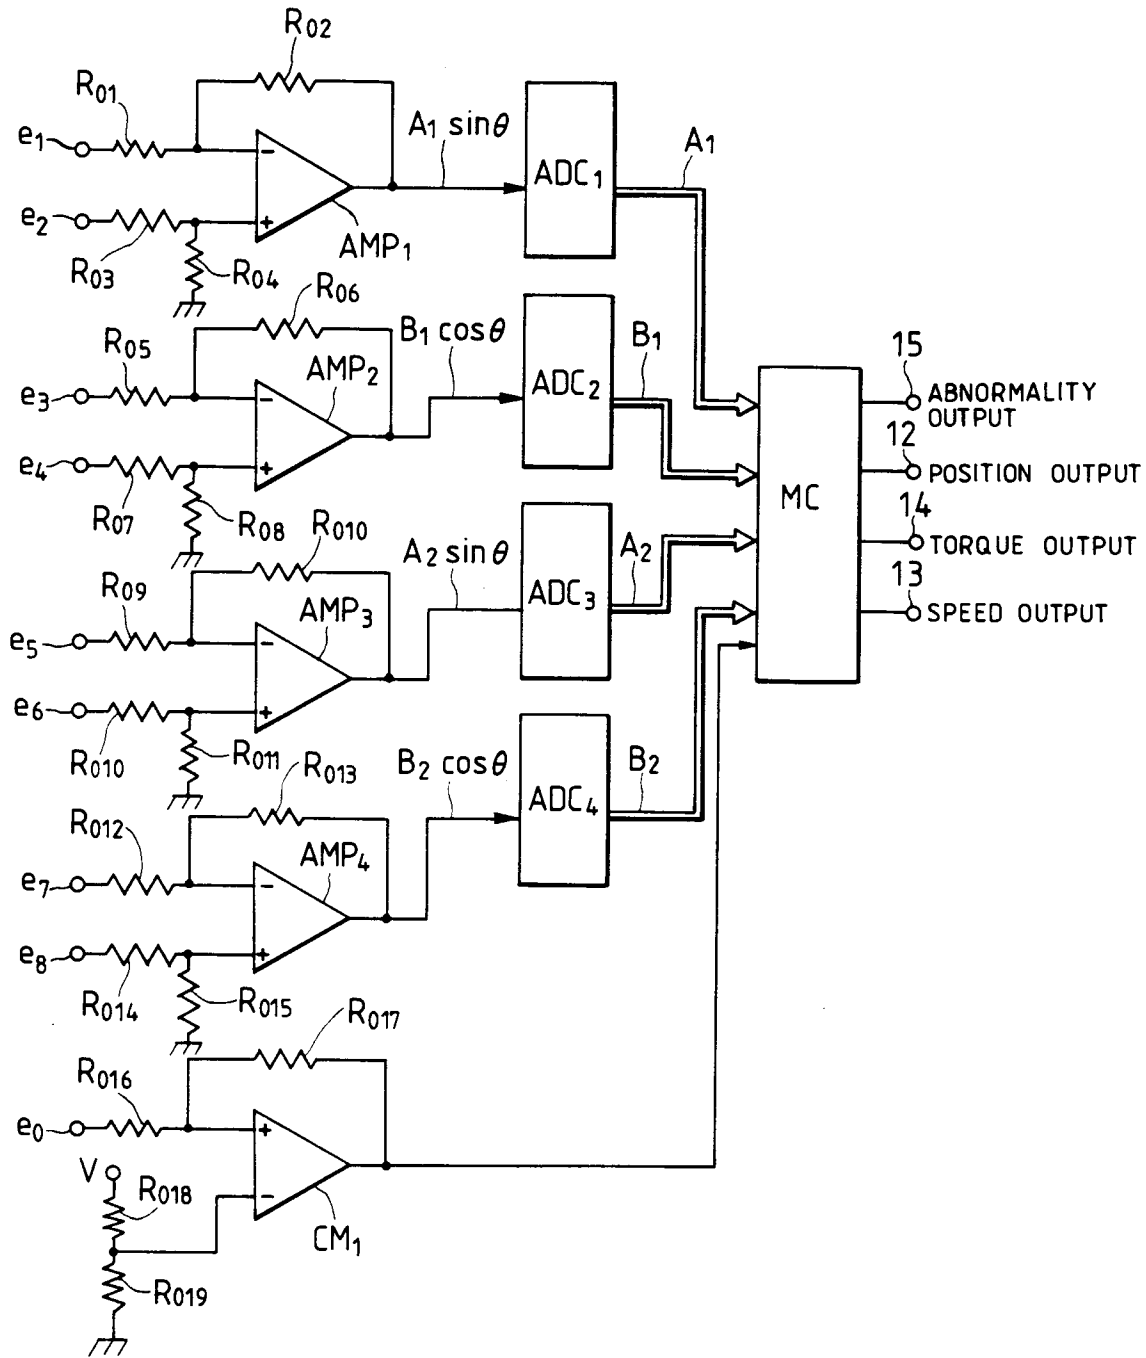 R02
R01
e1
A1 sinθ
ADC1
A1
e2
R03
R04
AMP1
R06
R05
AMP2
B1 cosθ
ADC2
B1
e3
e4
R07
R08
R010
15
ABNORMALITY
OUTPUT
12
POSITION OUTPUT
MC
14
TORQUE OUTPUT
13
SPEED OUTPUT
A2 sinθ
ADC3
A2
R09
AMP3
e5
e6
R010
R011
R013
B2 cosθ
ADC4
B2
R012
AMP4
e7
e8
R014
R015
R017
R016
e0
V
R018
CM1
R019